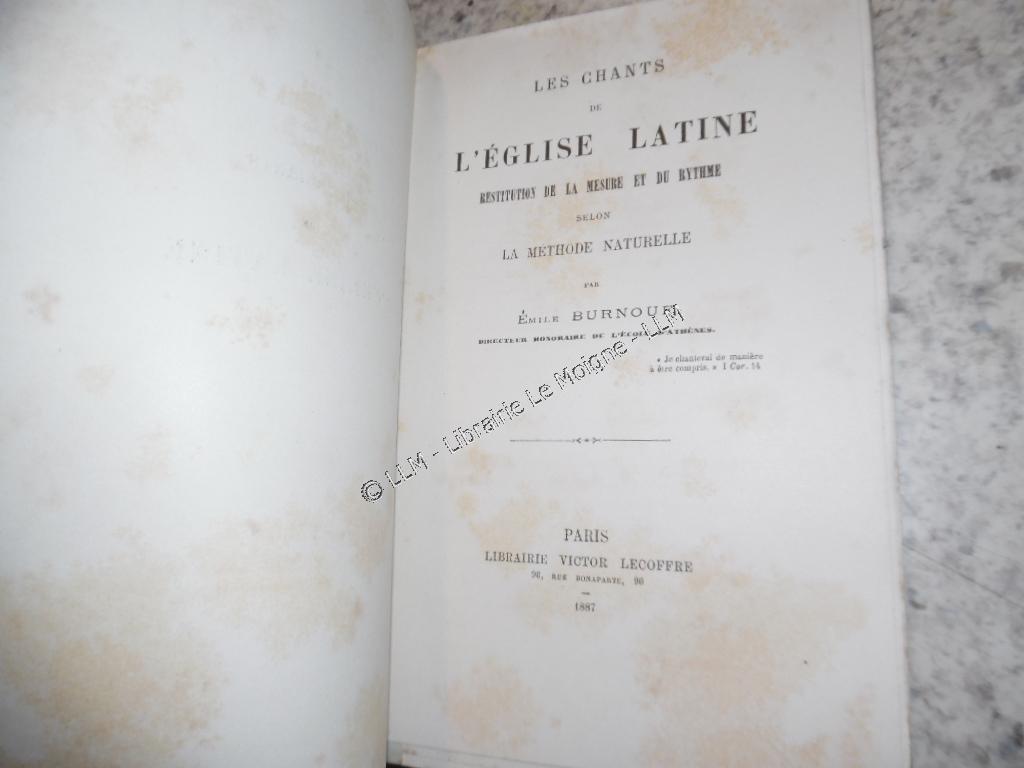 LES CHANTS
DE
L'ÉGLISE LATINE
RESTITUTION DE LA MESURE ET DU RYTHME
SELON
LA MÉTHODE NATURELLE
PAR
ÉMILE BURNOUF
DIRECTEUR HONORAIRE DE L'ÉCOLE D'ATHÈNES.
« Je chanterai de manière
à être compris. » I Cor. 14
© LLM - Librairie Le Moigne - LLM
PARIS
LIBRAIRIE VICTOR LECOFFRE
90, RUE BONAPARTE, 90
1887